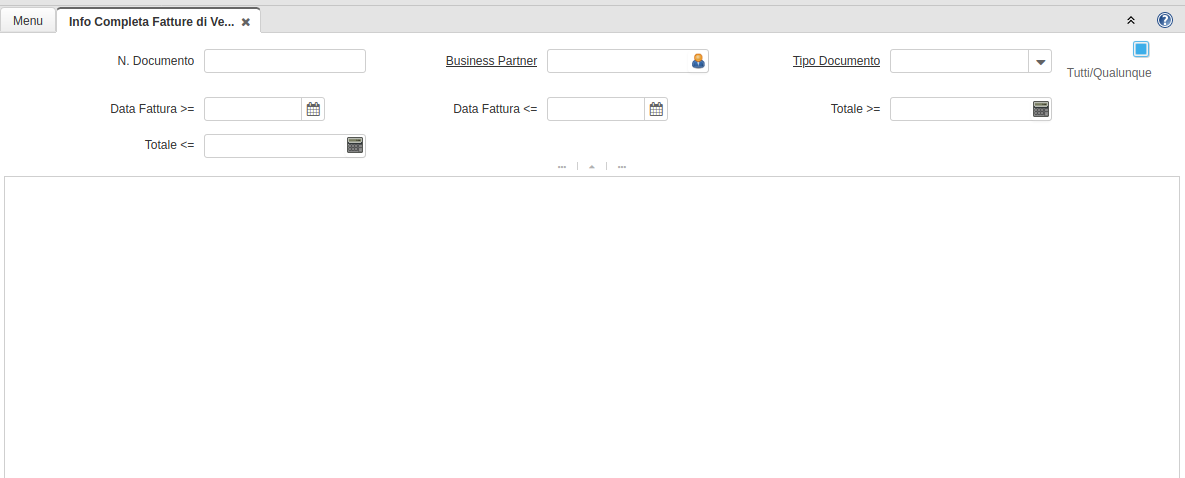 Menu
Info Completa Fatture di Ve...
N. Documento
Business Partner
Tipo Documento
Tutti/Qualunque
Data Fattura >=
Data Fattura <=
Totale >=
Totale <=